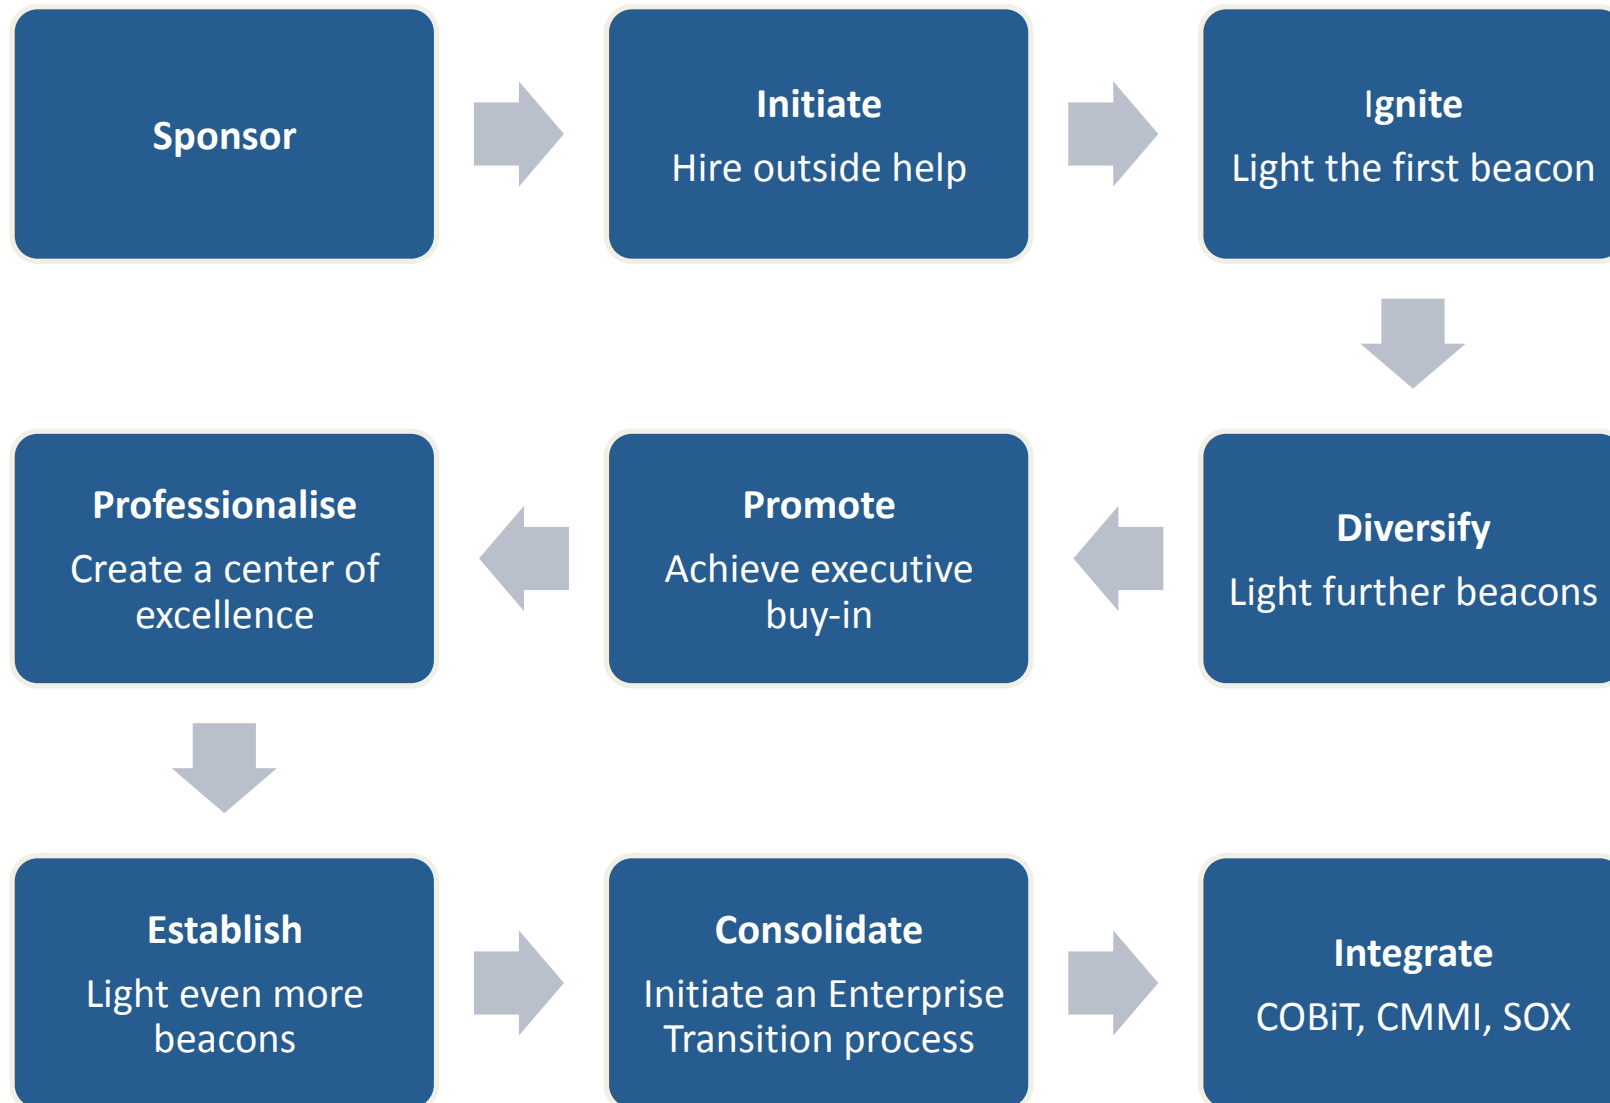 Sponsor
Initiate
Hire outside help
Ignite
Light the first beacon
Diversify
Light further beacons
Promote
Achieve executive
buy-in
Professionalise
Create a center of
excellence
Establish
Light even more
beacons
Consolidate
Initiate an Enterprise
Transition process
Integrate
COBiT, CMMI, SOX